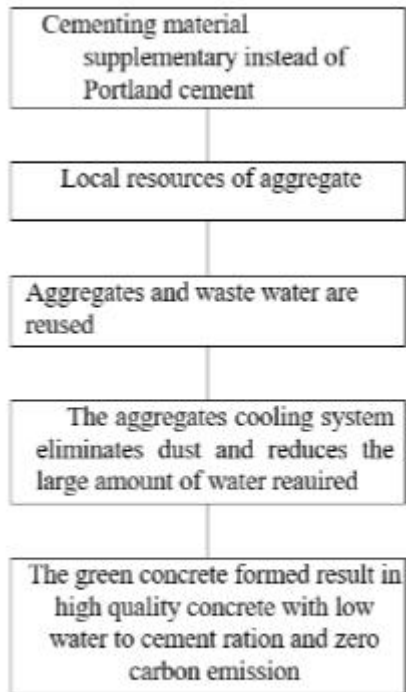 Cementing material
supplementary instead of
Portland cement
Local resources of aggregate
Aggregates and waste water are
reused
The aggregates cooling system
eliminates dust and reduces the
large amount of water reauired
The green concrete formed result in
high quality concrete with low
water to cement ration and zero
carbon emission